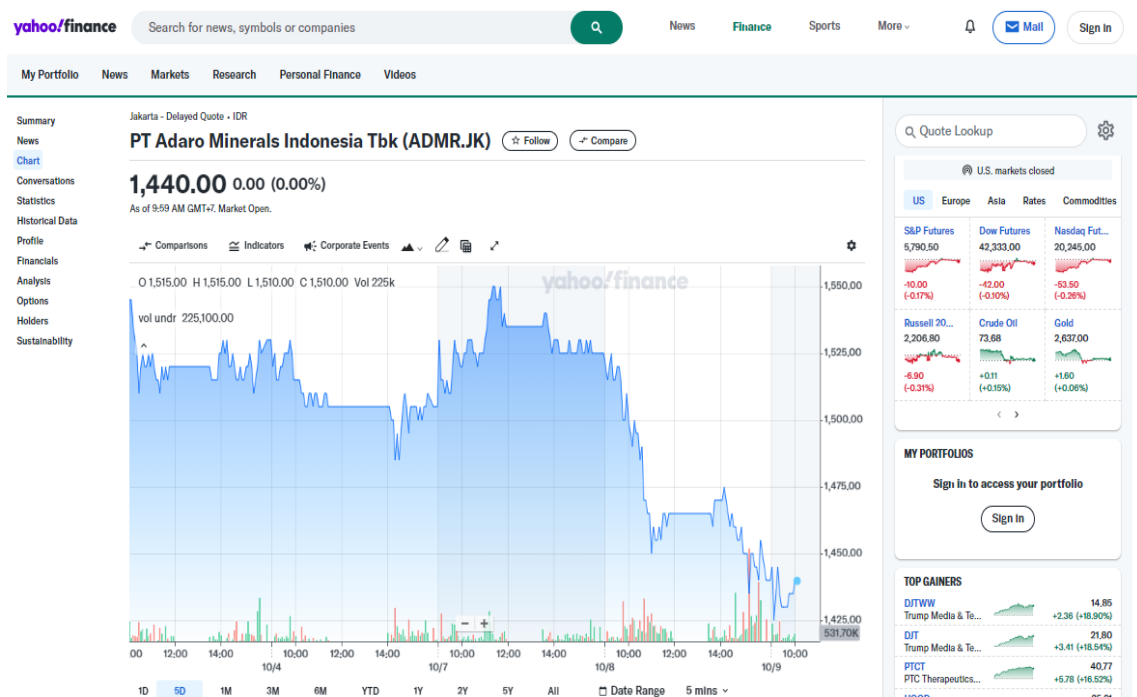 yahoo!finance
Search for news, symbols or companies
News
Finance
Sports
More
Mail
Sign in
My Portfolio
News
Markets
Research
Personal Finance
Videos
Summary
News
Chart
Conversations
Statistics
Historical Data
Profile
Financials
Analysis
Options
Holders
Sustainability
Jakarta - Delayed Quote • IDR
PT Adaro Minerals Indonesia Tbk (ADMR.JK)
Follow
Compare
1,440.00 0.00 (0.00%)
As of 9:59 AM GMT+7. Market Open.
Comparisons
Indicators
Corporate Events
O 1,515.00 H 1,515.00 L 1,510.00 C 1,510.00 Vol 225k
vol undr 225,100.00
yahoo!finance
1,550.00
1,525.00
1,500.00
1,475.00
1,450.00
1,425.00
531.70K
00 12:00 14:00 10:00 12:00 14:00 10:00 12:00 14:00 10:00 12:00 14:00 10:00
10/4 10/7 10/8 10/9
1D 5D 1M 3M 6M YTD 1Y 2Y 5Y All Date Range 5 mins
Quote Lookup
U.S. markets closed
US Europe Asia Rates Commodities
S&P Futures
5,790.50
-10.00
(-0.17%)
Dow Futures
42,333.00
-42.00
(-0.10%)
Nasdaq Fut...
20,245.00
-53.50
(-0.26%)
Russell 20...
2,206.80
-6.90
(-0.31%)
Crude Oil
73.68
+0.11
(+0.15%)
Gold
2,637.00
+1.60
(+0.06%)
MY PORTFOLIOS
Sign in to access your portfolio
Sign in
TOP GAINERS
DJTWW 14.85
Trump Media & Te... +2.36 (+18.90%)
DJT 21.80
Trump Media & Te... +3.41 (+18.54%)
PTCT 40.77
PTC Therapeutics... +5.78 (+16.52%)